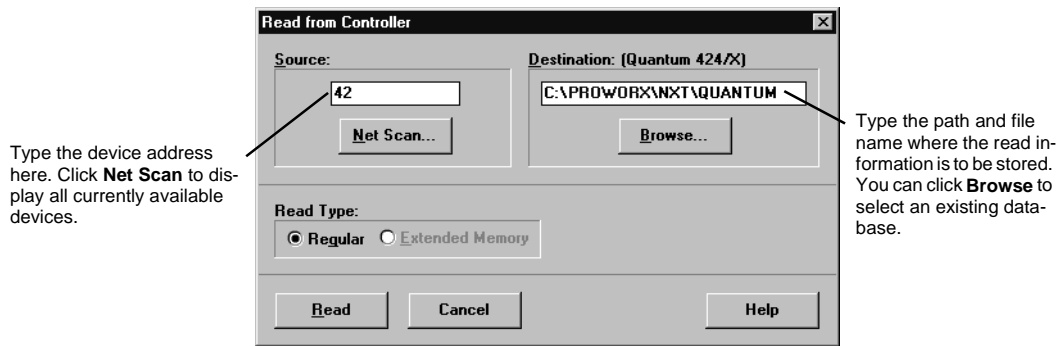 Read from Controller
Source:
Destination: (Quantum 424/X)
42
C:\PROWORX\NXT\QUANTUM
Net Scan...
Browse...
Type the device address
here. Click Net Scan to dis-
play all currently available
devices.
Type the path and file
name where the read in-
formation is to be stored.
You can click Browse to
select an existing data-
base.
Read Type:
Regular
Extended Memory
Read
Cancel
Help